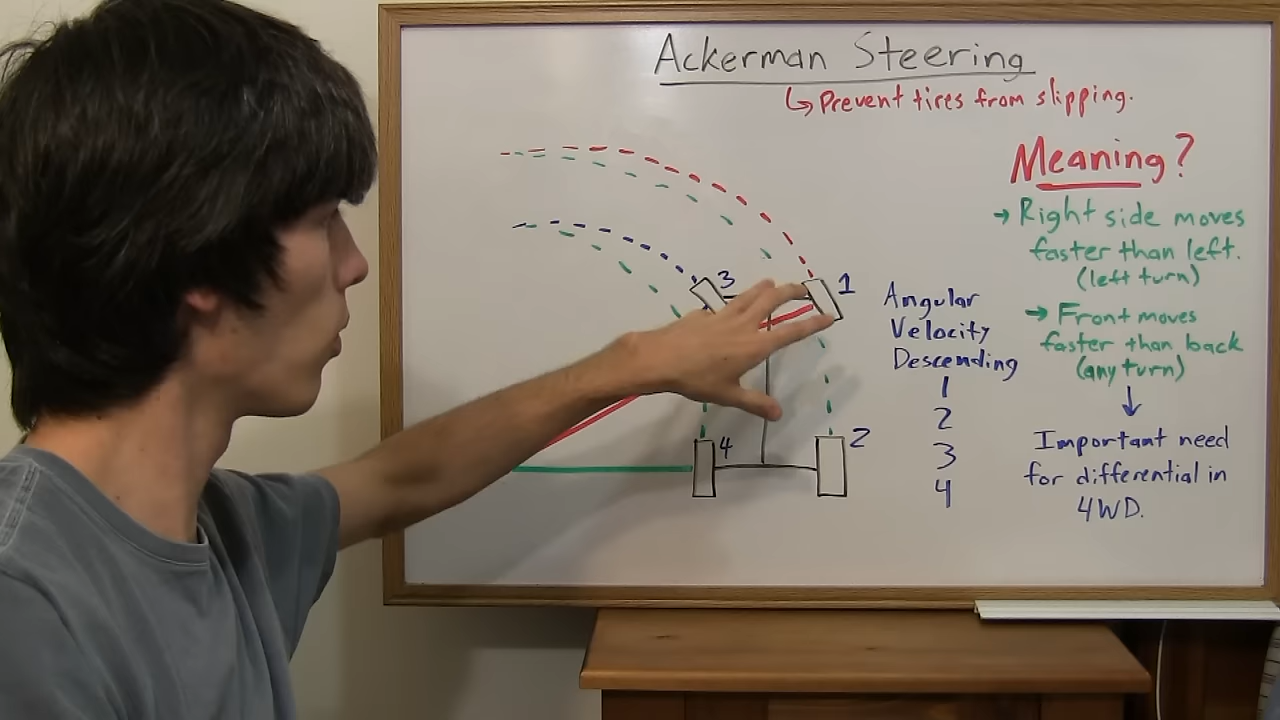 Ackerman Steering
↳ Prevent tires from slipping.
Meaning?
→ Right side moves
faster than left.
(left turn)
→ Front moves
faster than back
(any turn)
↓
Important need
for differential in
4WD.
Angular
Velocity
Descending
1
2
3
4
3
1
4
2